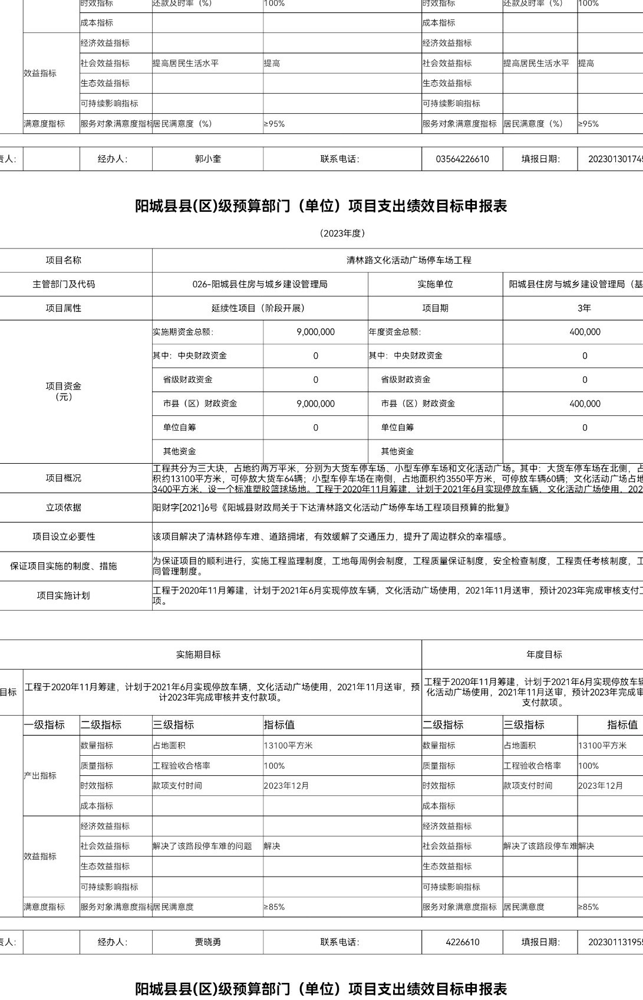 时效指标 还款及时率（%） 100% 时效指标 还款及时率（%） 100%
成本指标 成本指标
经济效益指标 经济效益指标
效益指标 社会效益指标 提高居民生活水平 提高 社会效益指标 提高居民生活水平 提高
生态效益指标 生态效益指标
可持续影响指标 可持续影响指标
满意度指标 服务对象满意度指标 居民满意度（%） ≥95% 服务对象满意度指标 居民满意度（%） ≥95%
责人： 经办人： 郭小奎 联系电话： 03564226610 填报日期： 202301301745
阳城县县(区)级预算部门（单位）项目支出绩效目标申报表
（2023年度）
项目名称 清林路文化活动广场停车场工程
主管部门及代码 026-阳城县住房与城乡建设管理局 实施单位 阳城县住房与城乡建设管理局（基
项目属性 延续性项目（阶段开展） 项目期 3年
项目资金
（元）
实施期资金总额： 9,000,000 年度资金总额： 400,000
其中：中央财政资金 0 其中：中央财政资金 0
省级财政资金 0 省级财政资金 0
市县（区）财政资金 9,000,000 市县（区）财政资金 400,000
单位自筹 0 单位自筹 0
其他资金 其他资金
项目概况
工程共分为三大块，占地约两万平米，分别为大货车停车场、小型车停车场和文化活动广场。其中：大货车停车场在北侧，占
积约13100平方米，可停放大货车64辆；小型车停车场在南侧，占地面积约3550平方米，可停放车辆60辆；文化活动广场占地
3400平方米，设一个标准塑胶篮球场地。工程于2020年11月筹建，计划于2021年6月实现停放车辆，文化活动广场使用，202
立项依据 阳财字[2021]6号《阳城县财政局关于下达清林路文化活动广场停车场工程项目预算的批复》
项目设立必要性 该项目解决了清林路停车难、道路拥堵，有效缓解了交通压力，提升了周边群众的幸福感。
保证项目实施的制度、措施
为保证项目的顺利进行，实施工程监理制度，工地每周例会制度，工程质量保证制度，安全检查制度，工程责任考核制度，工
同管理制度。
项目实施计划
工程于2020年11月筹建，计划于2021年6月实现停放车辆，文化活动广场使用，2021年11月送审，预计2023年完成审核支付工
项。
实施期目标 年度目标
目标
工程于2020年11月筹建，计划于2021年6月实现停放车辆，文化活动广场使用，2021年11月送审，预
计2023年完成审核并支付款项。
工程于2020年11月筹建，计划于2021年6月实现停放车辆
化活动广场使用，2021年11月送审，预计2023年完成审
支付款项。
一级指标 二级指标 三级指标 指标值 二级指标 三级指标 指标值
产出指标 数量指标 占地面积 13100平方米 数量指标 占地面积 13100平方米
质量指标 工程验收合格率 100% 质量指标 工程验收合格率 100%
时效指标 款项支付时间 2023年12月 时效指标 款项支付时间 2023年12月
成本指标 成本指标
经济效益指标 经济效益指标
效益指标 社会效益指标 解决了该路段停车难的问题 解决 社会效益指标 解决了该路段停车难 解决
生态效益指标 生态效益指标
可持续影响指标 可持续影响指标
满意度指标 服务对象满意度指标 居民满意度 ≥85% 服务对象满意度指标 居民满意度 ≥85%
责人： 经办人： 贾晓勇 联系电话： 4226610 填报日期： 202301131955
阳城县县(区)级预算部门（单位）项目支出绩效目标申报表